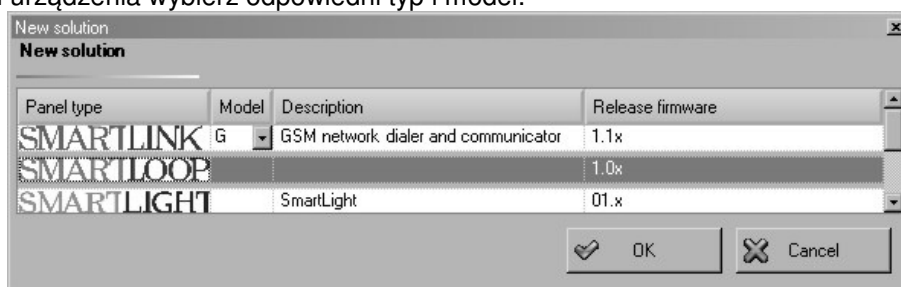 urządzenia wybierz odpowiedni typ i model.
New solution
New solution
Panel type Model Description Release firmware
SMARTLINK G GSM network dialer and communicator 1.1x
SMARTLOOP 1.0x
SMARTLIGHT SmartLight 01.x
OK Cancel